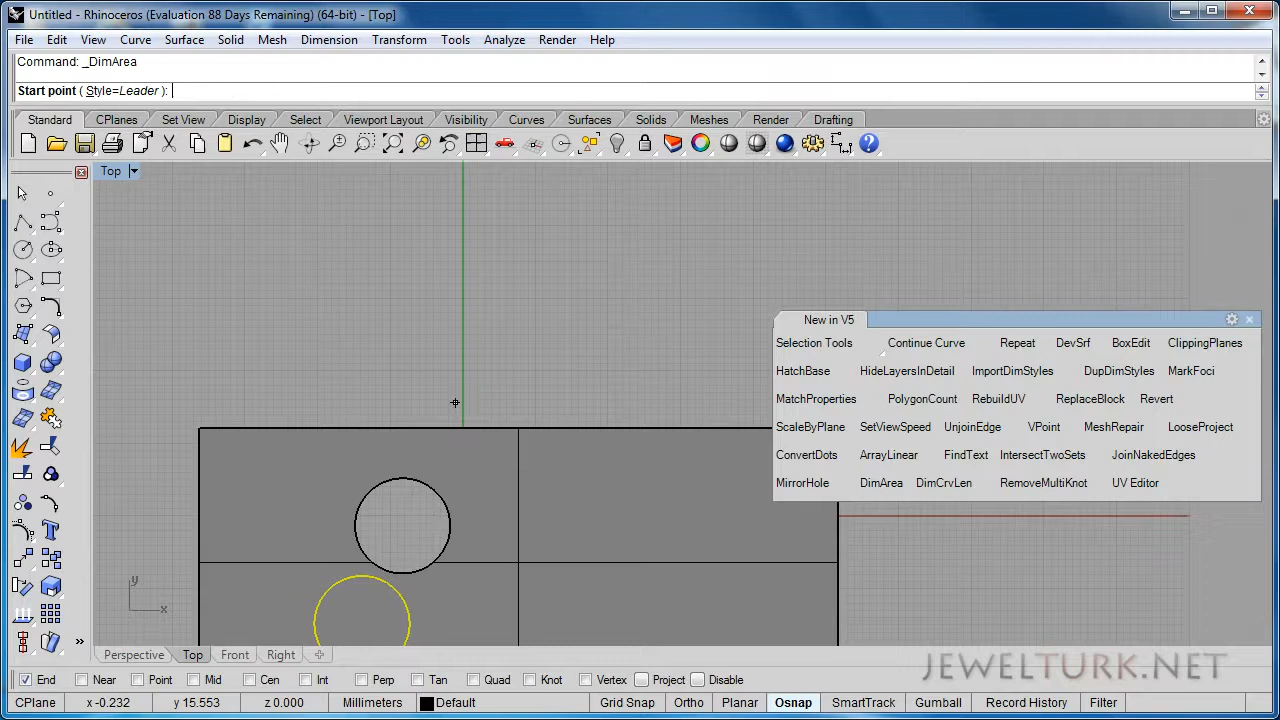 Untitled - Rhinoceros (Evaluation 88 Days Remaining) (64-bit) - [Top]
File Edit View Curve Surface Solid Mesh Dimension Transform Tools Analyze Render Help
Command: _DimArea
Start point ( Style=Leader ):
Standard CPlanes Set View Display Select Viewport Layout Visibility Curves Surfaces Solids Meshes Render Drafting
Top
New in V5
Selection Tools Continue Curve Repeat DevSrf BoxEdit ClippingPlanes
HatchBase HideLayersInDetail ImportDimStyles DupDimStyles MarkFoci
MatchProperties PolygonCount RebuildUV ReplaceBlock Revert
ScaleByPlane SetViewSpeed UnjoinEdge VPoint MeshRepair LooseProject
ConvertDots ArrayLinear FindText IntersectTwoSets JoinNakedEdges
MirrorHole DimArea DimCrvLen RemoveMultiKnot UV Editor
y
x
Perspective Top Front Right
JEWELTURK.NET
End Near Point Mid Cen Int Perp Tan Quad Knot Vertex Project Disable
CPlane x -0.232 y 15.553 z 0.000 Millimeters Default Grid Snap Ortho Planar Osnap SmartTrack Gumball Record History Filter